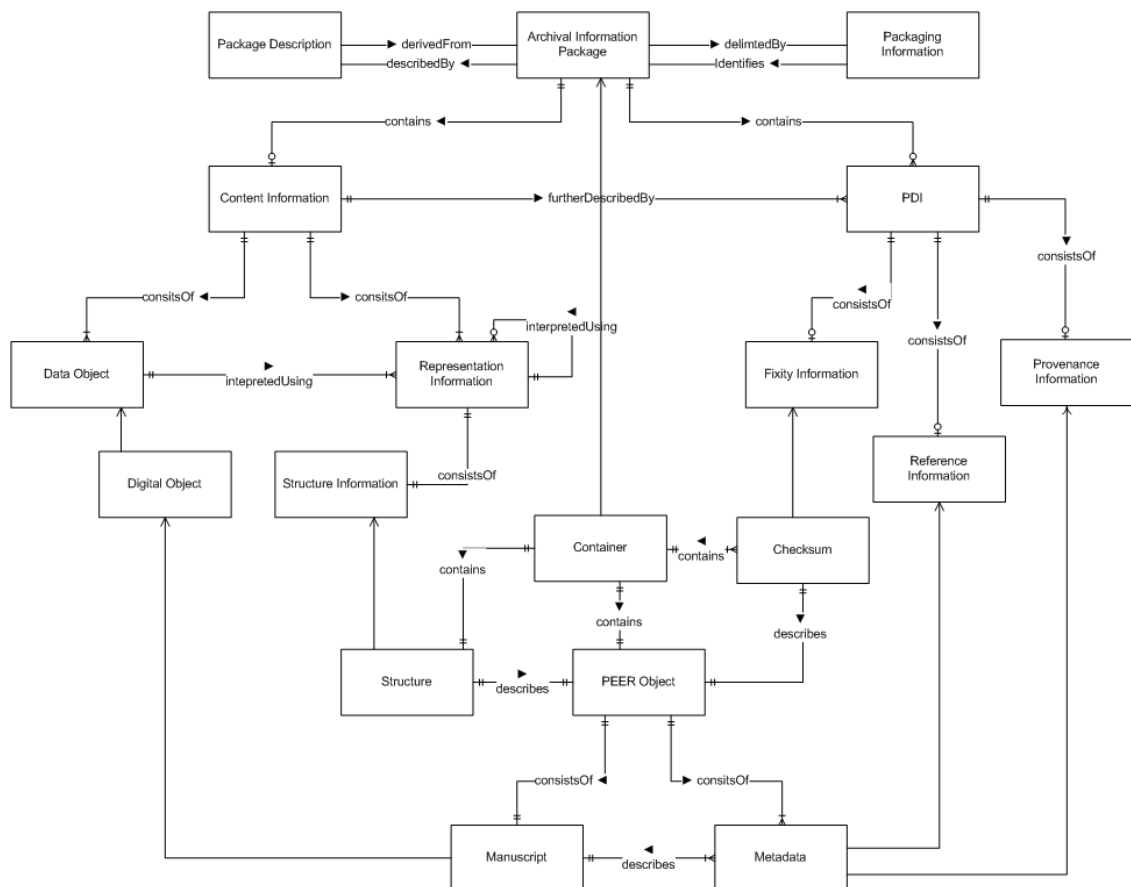 Package Description
derivedFrom
describedBy
Archival Information
Package
delimtedBy
Identifies
Packaging
Information
contains
contains
Content Information
furtherDescribedBy
PDI
consistsOf
consitsOf
consitsOf
consistsOf
consistsOf
interpretedUsing
Data Object
intepretedUsing
Representation
Information
Fixity Information
Provenance
Information
Digital Object
Structure Information
consistsOf
Reference
Information
Container
contains
Checksum
contains
contains
describes
Structure
describes
PEER Object
consistsOf
consitsOf
Manuscript
describes
Metadata